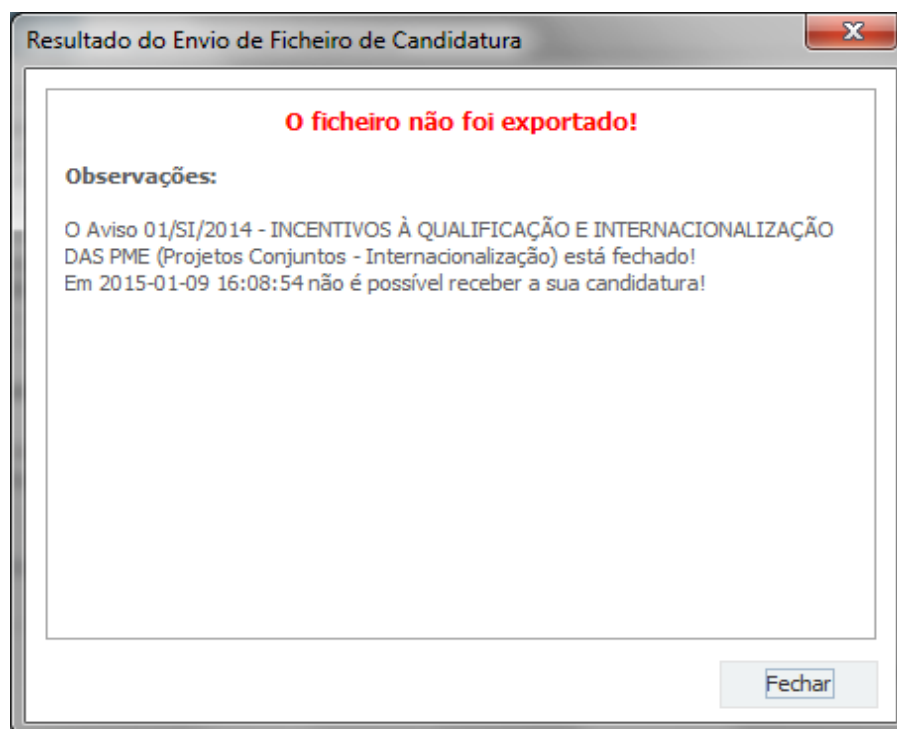 Resultado do Envio de Ficheiro de Candidatura
O ficheiro não foi exportado!
Observações:
O Aviso 01/SI/2014 - INCENTIVOS À QUALIFICAÇÃO E INTERNACIONALIZAÇÃO
DAS PME (Projetos Conjuntos - Internacionalização) está fechado!
Em 2015-01-09 16:08:54 não é possível receber a sua candidatura!
Fechar